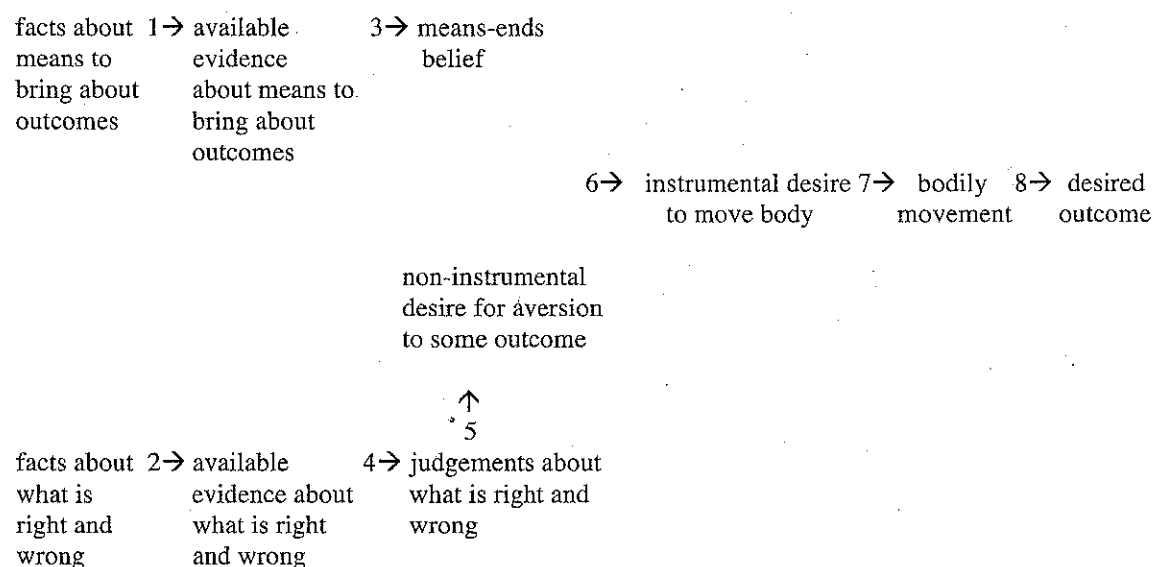 facts about 1→ available 3→ means-ends
means to evidence belief
bring about about means to
outcomes bring about
outcomes
6→ instrumental desire 7→ bodily 8→ desired
to move body movement outcome
non-instrumental
desire for aversion
to some outcome
↑
5
facts about 2→ available 4→ judgements about
what is evidence about what is right and
right and what is right wrong
wrong and wrong